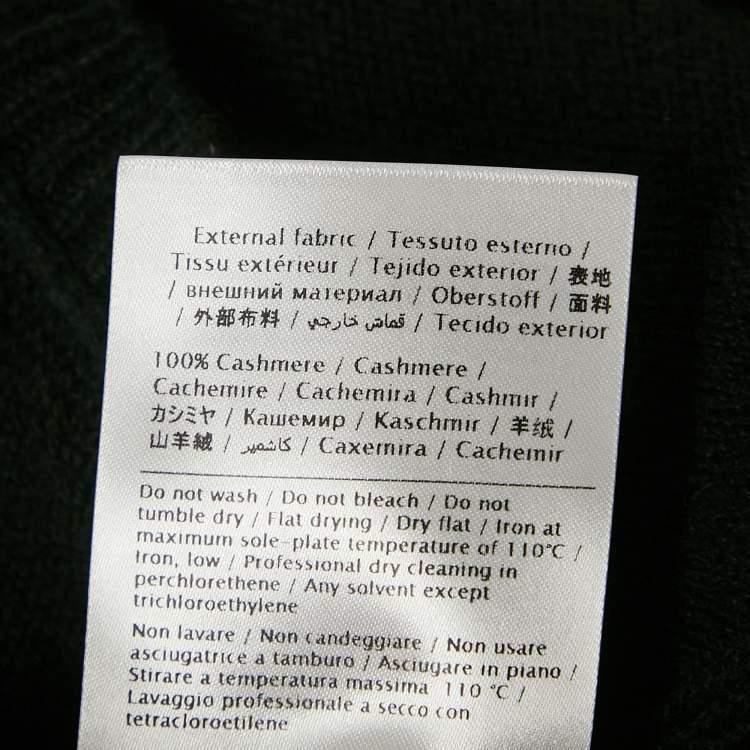 External fabric / Tessuto esterno /
Tissu extérieur / Tejido exterior / 表地
/ внешний материал / Oberstoff / 面料
/ 外部布料 / قماش خارجي / Tecido exterior
100% Cashmere / Cashmere /
Cachemire / Cachemira / Cashmir /
カシミヤ / Кашемир / Kaschmir / 羊绒 /
山羊絨 / كاشمير / Caxemira / Cachemir
Do not wash / Do not bleach / Do not
tumble dry / Flat drying / Dry flat / Iron at
maximum sole-plate temperature of 110°C /
Iron, low / Professional dry cleaning in
perchlorethene / Any solvent except
trichloroethylene
Non lavare / Non candeggiare / Non usare
asciugatrice a tamburo / Asciugare in piano /
Stirare a temperatura massima 110 °C /
Lavaggio professionale a secco con
tetracloroetilene